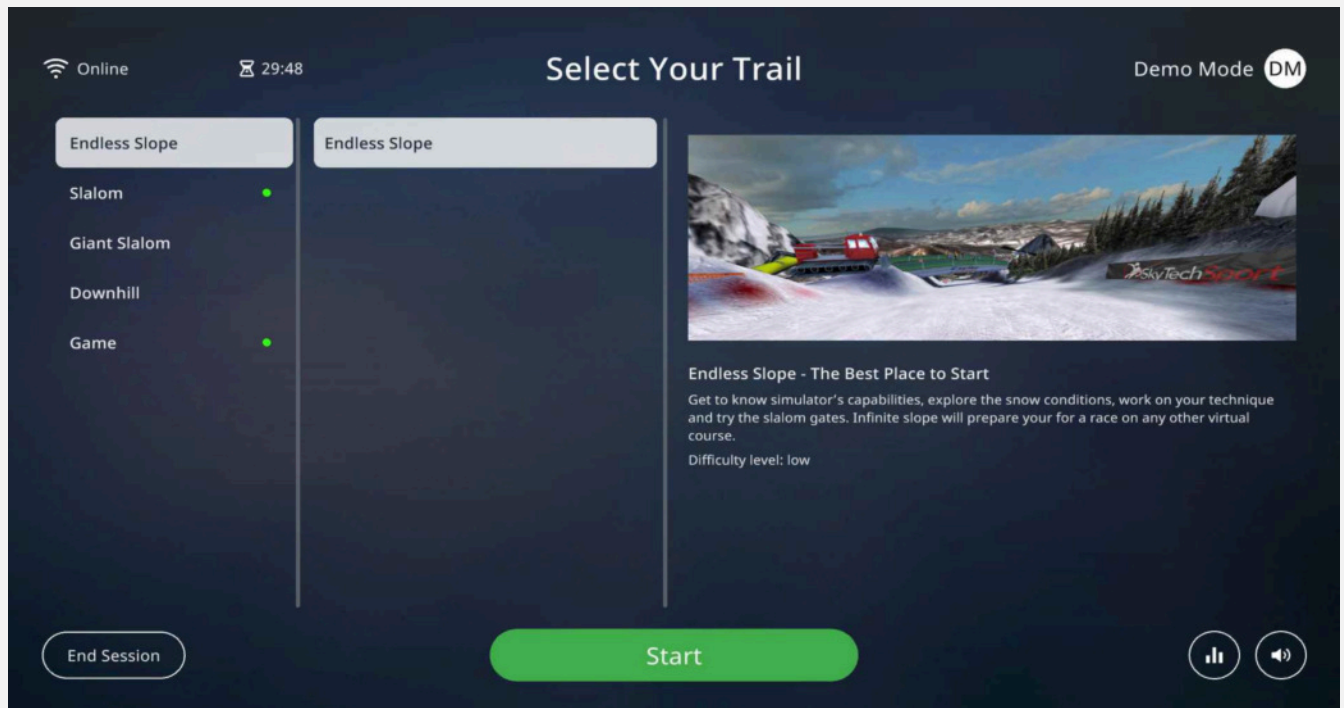 Online
29:48
Select Your Trail
Demo Mode DM
Endless Slope
Slalom
Giant Slalom
Downhill
Game
Endless Slope
SkyTechSport
Endless Slope - The Best Place to Start
Get to know simulator's capabilities, explore the snow conditions, work on your technique
and try the slalom gates. Infinite slope will prepare your for a race on any other virtual
course.
Difficulty level: low
End Session
Start